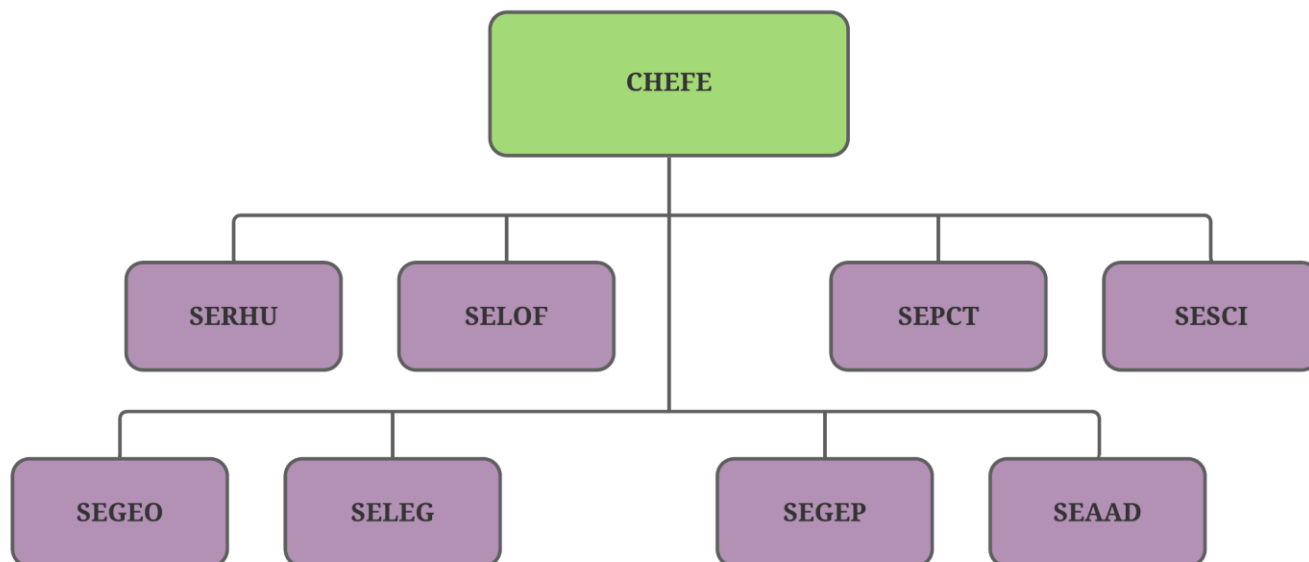 CHEFE
SERHU
SELOF
SEPCT
SESCI
SEGEO
SELEG
SEGEP
SEAAD